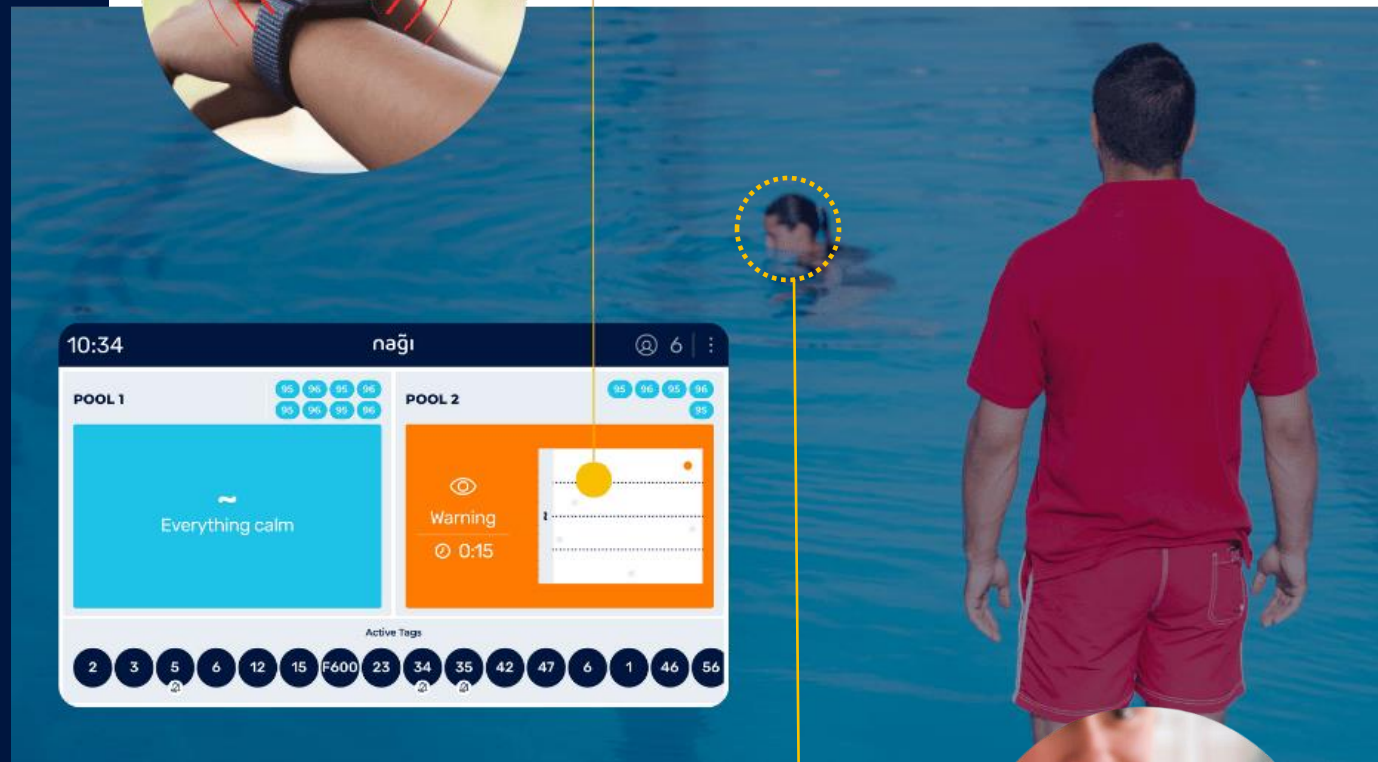 10:34
nağı
6
POOL 1
95 96 95 96
95 96 95 96
POOL 2
95 96 95 96
95
~
Everything calm
Warning
0:15
Active Tags
2 3 5 6 12 15 F600 23 34 35 42 47 6 1 46 56